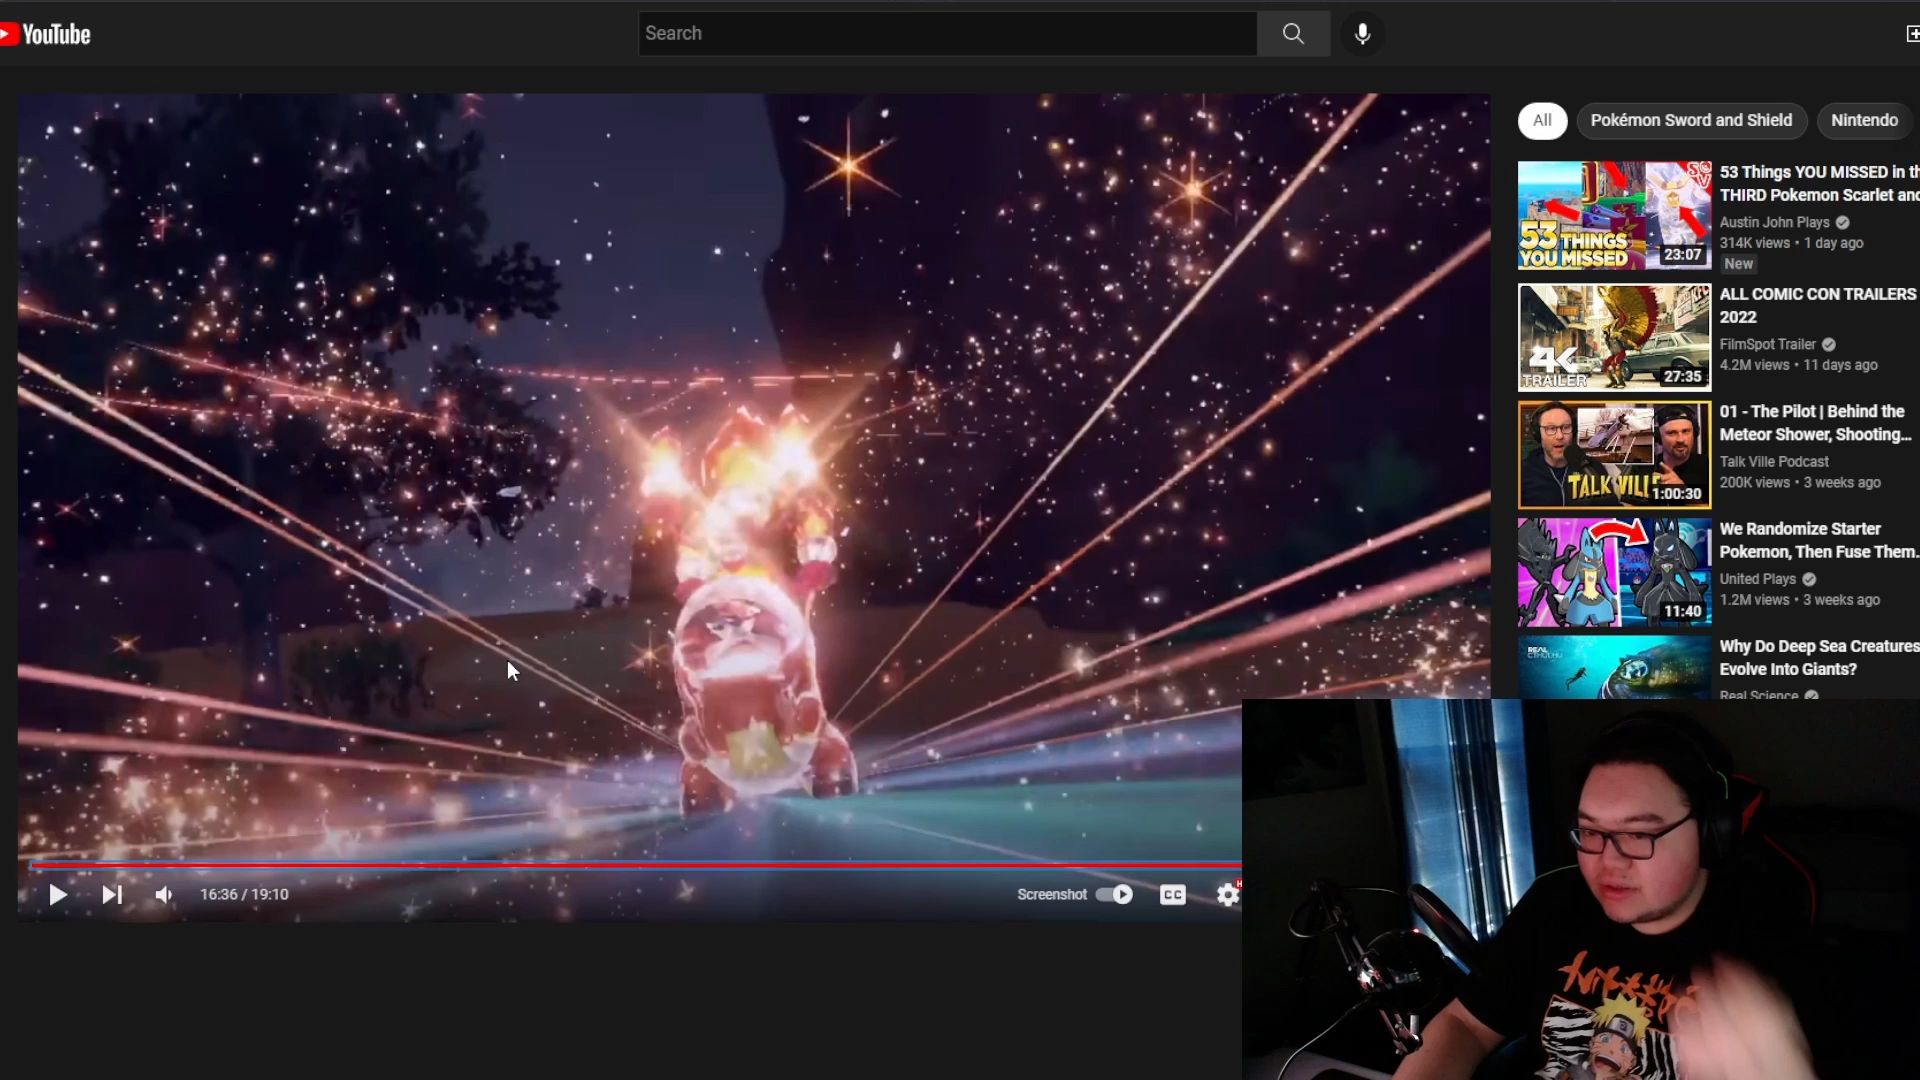 YouTube
Search
All
Pokémon Sword and Shield
Nintendo
53 THINGS
YOU MISSED
23:07
53 Things YOU MISSED in th
THIRD Pokemon Scarlet and
Austin John Plays
314K views • 1 day ago
New
4K
TRAILER
27:35
ALL COMIC CON TRAILERS
2022
FilmSpot Trailer
4.2M views • 11 days ago
TALK VILL
1:00:30
01 - The Pilot | Behind the
Meteor Shower, Shooting...
Talk Ville Podcast
200K views • 3 weeks ago
11:40
We Randomize Starter
Pokemon, Then Fuse Them...
United Plays
1.2M views • 3 weeks ago
REAL
Why Do Deep Sea Creatures
Evolve Into Giants?
Real Science
16:36 / 19:10
Screenshot
CC